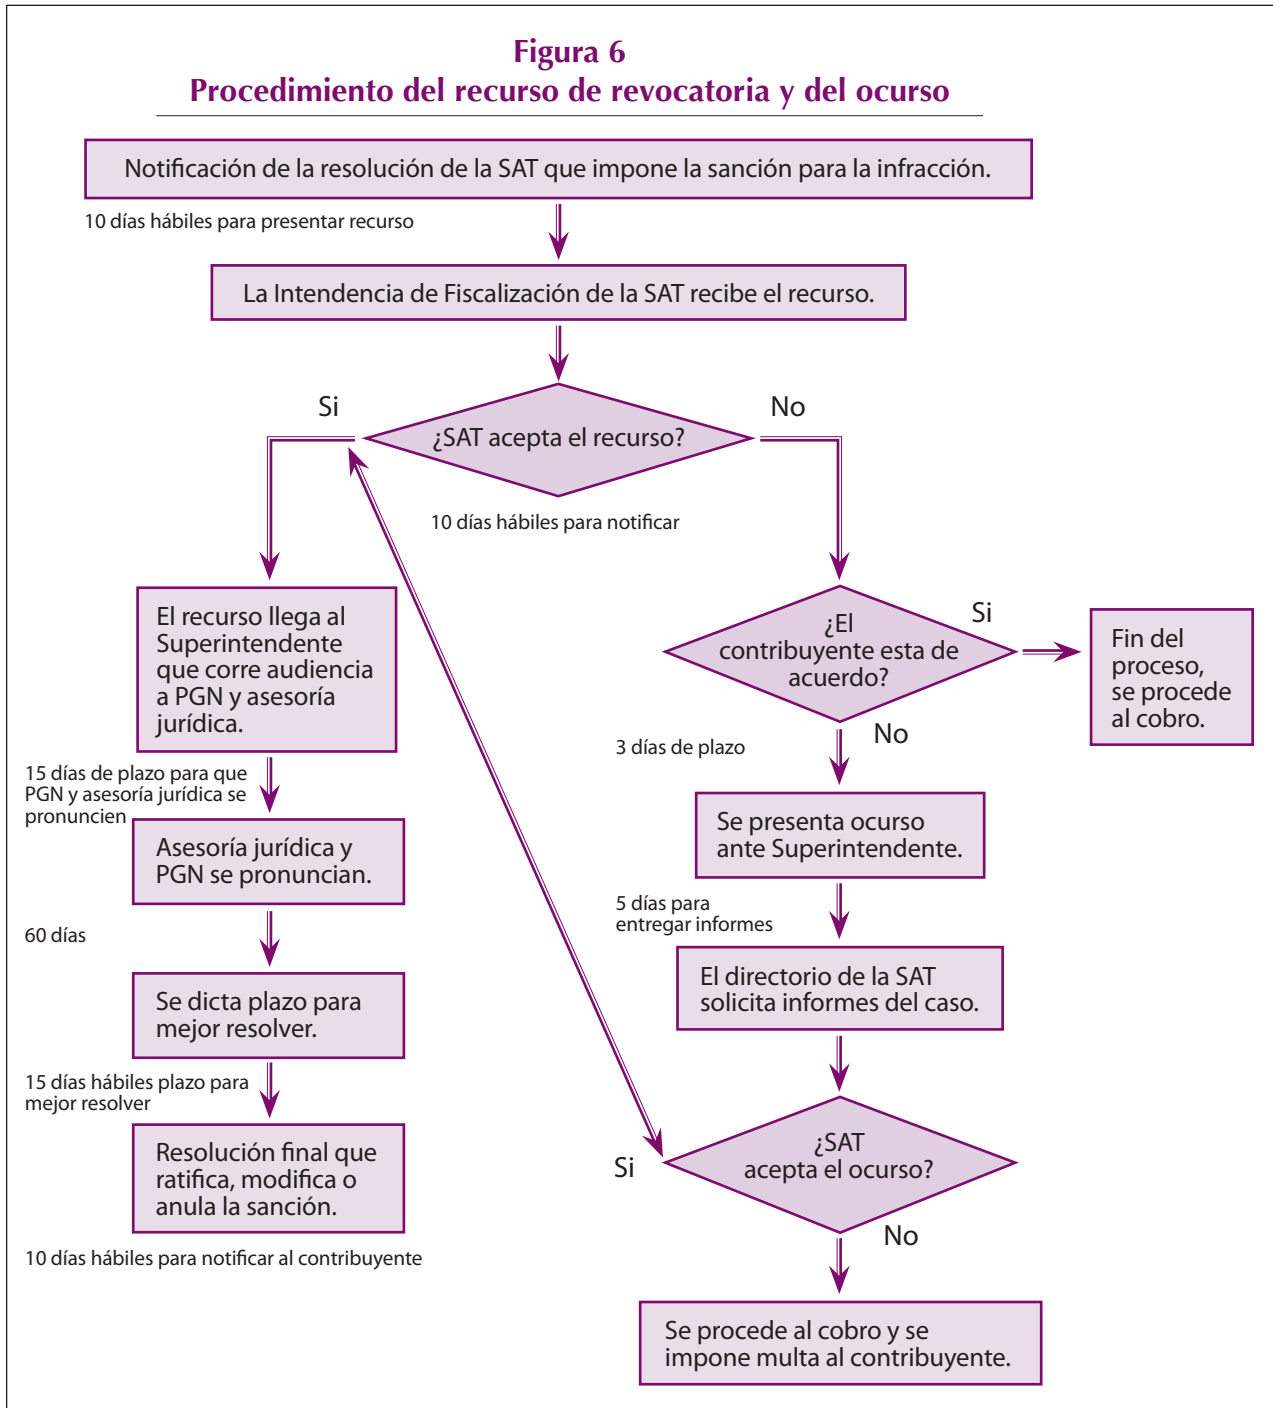 Figura 6
Procedimiento del recurso de revocatoria y del ocurso
Notificación de la resolución de la SAT que impone la sanción para la infracción.
10 días hábiles para presentar recurso
La Intendencia de Fiscalización de la SAT recibe el recurso.
Si
No
¿SAT acepta el recurso?
10 días hábiles para notificar
El recurso llega al
Superintendente
que corre audiencia
a PGN y asesoría
jurídica.
15 días de plazo para que
PGN y asesoría jurídica se
pronuncien
Asesoría jurídica y
PGN se pronuncian.
60 días
Se dicta plazo para
mejor resolver.
15 días hábiles plazo para
mejor resolver
Resolución final que
ratifica, modifica o
anula la sanción.
10 días hábiles para notificar al contribuyente
¿El
contribuyente esta de
acuerdo?
Si
Fin del
proceso,
se procede
al cobro.
No
3 días de plazo
Se presenta ocurso
ante Superintendente.
5 días para
entregar informes
El directorio de la SAT
solicita informes del caso.
¿SAT
acepta el ocurso?
Si
No
Se procede al cobro y se
impone multa al contribuyente.